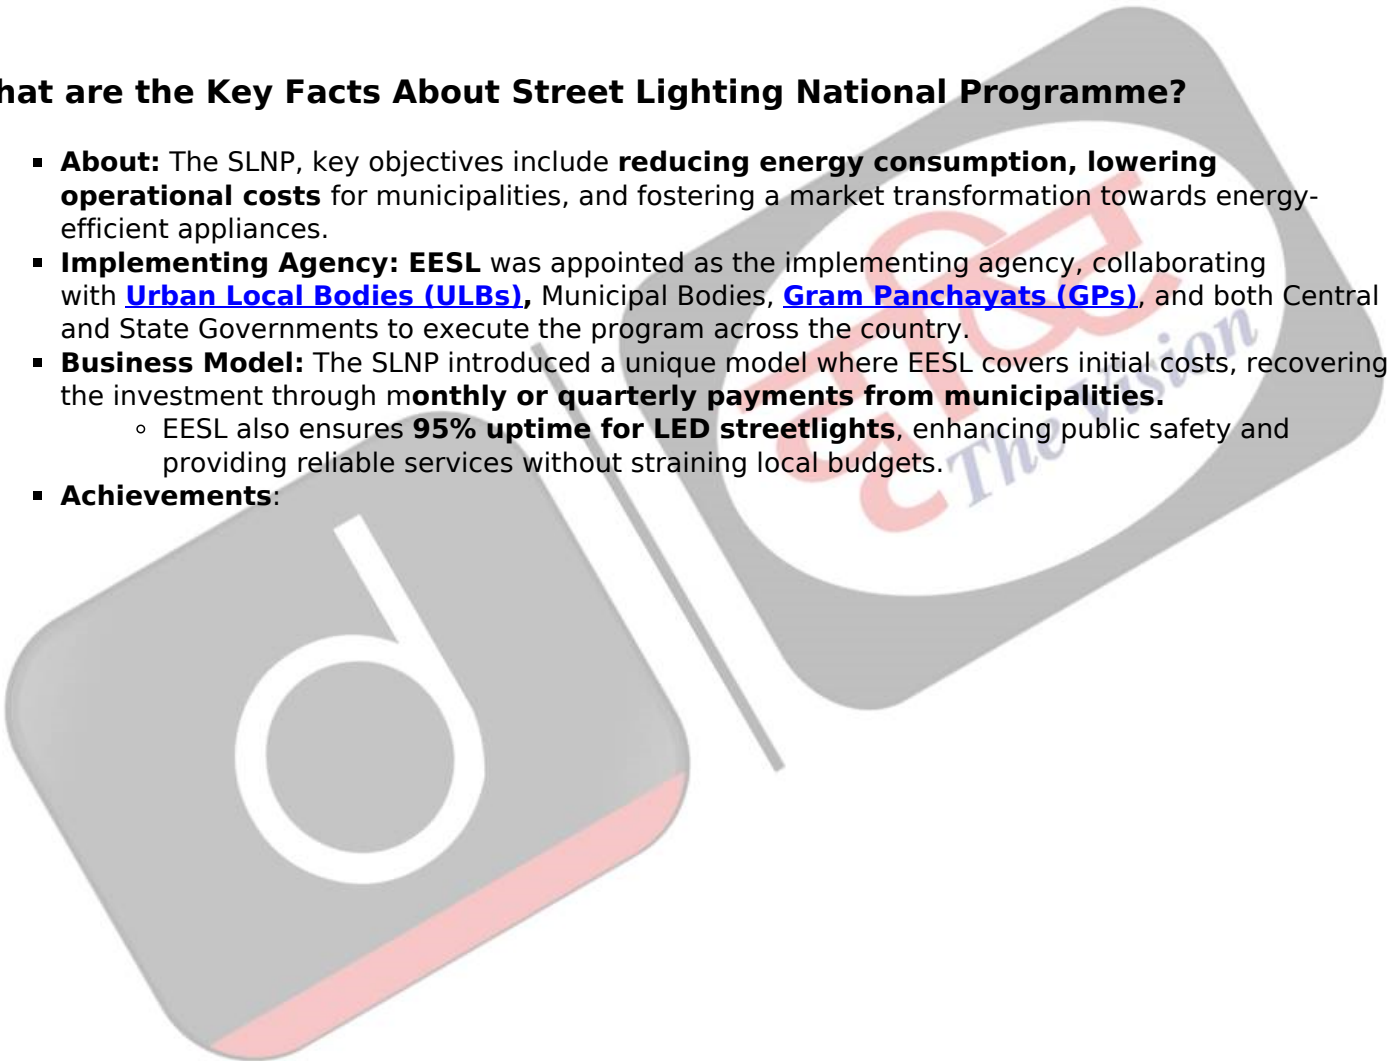 hat are the Key Facts About Street Lighting National Programme?
▪ About: The SLNP, key objectives include reducing energy consumption, lowering
operational costs for municipalities, and fostering a market transformation towards energy-
efficient appliances.
▪ Implementing Agency: EESL was appointed as the implementing agency, collaborating
with Urban Local Bodies (ULBs), Municipal Bodies, Gram Panchayats (GPs), and both Central
and State Governments to execute the program across the country.
▪ Business Model: The SLNP introduced a unique model where EESL covers initial costs, recovering
the investment through monthly or quarterly payments from municipalities.
◦ EESL also ensures 95% uptime for LED streetlights, enhancing public safety and
providing reliable services without straining local budgets.
▪ Achievements:
d
दृष्टि
The Vision